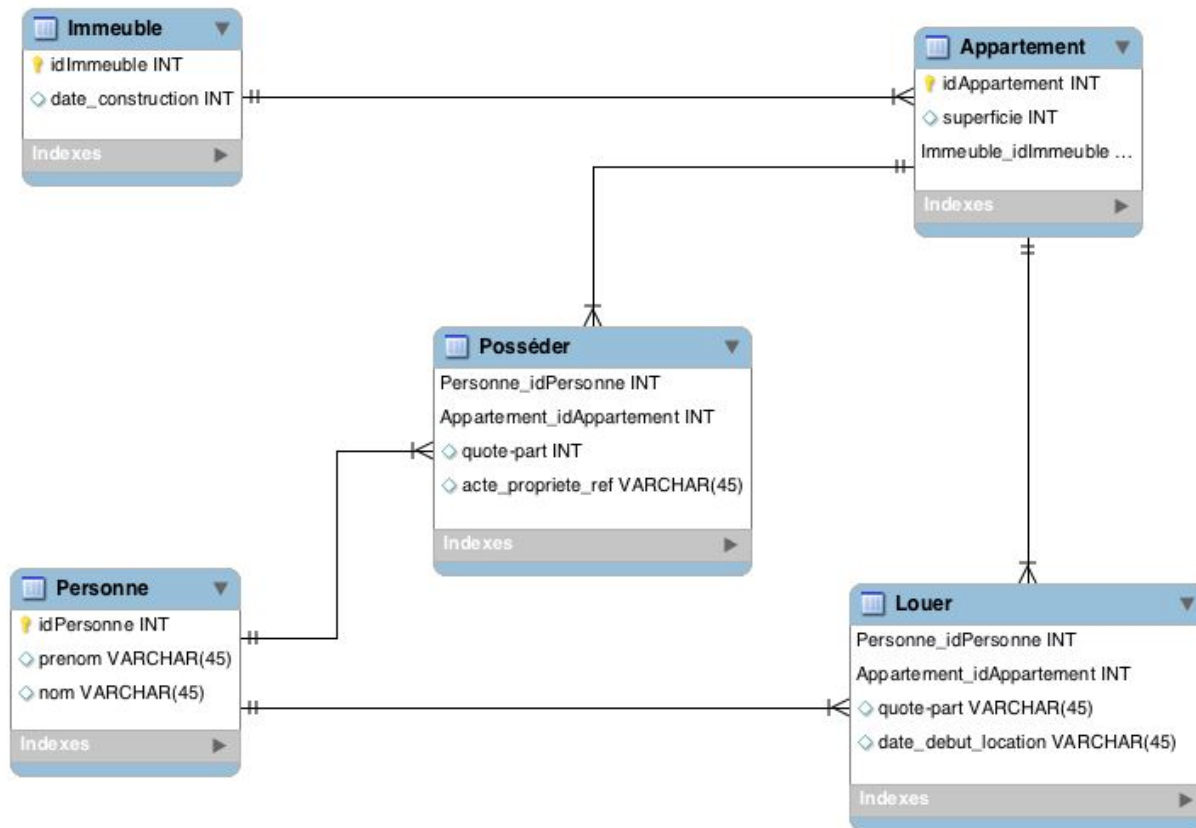 Immeuble
idImmeuble INT
date_construction INT
Indexes
Appartement
idAppartement INT
superficie INT
Immeuble_idImmeuble ...
Indexes
Posséder
Personne_idPersonne INT
Appartement_idAppartement INT
quote-part INT
acte_propriete_ref VARCHAR(45)
Indexes
Personne
idPersonne INT
prenom VARCHAR(45)
nom VARCHAR(45)
Indexes
Louer
Personne_idPersonne INT
Appartement_idAppartement INT
quote-part VARCHAR(45)
date_debut_location VARCHAR(45)
Indexes